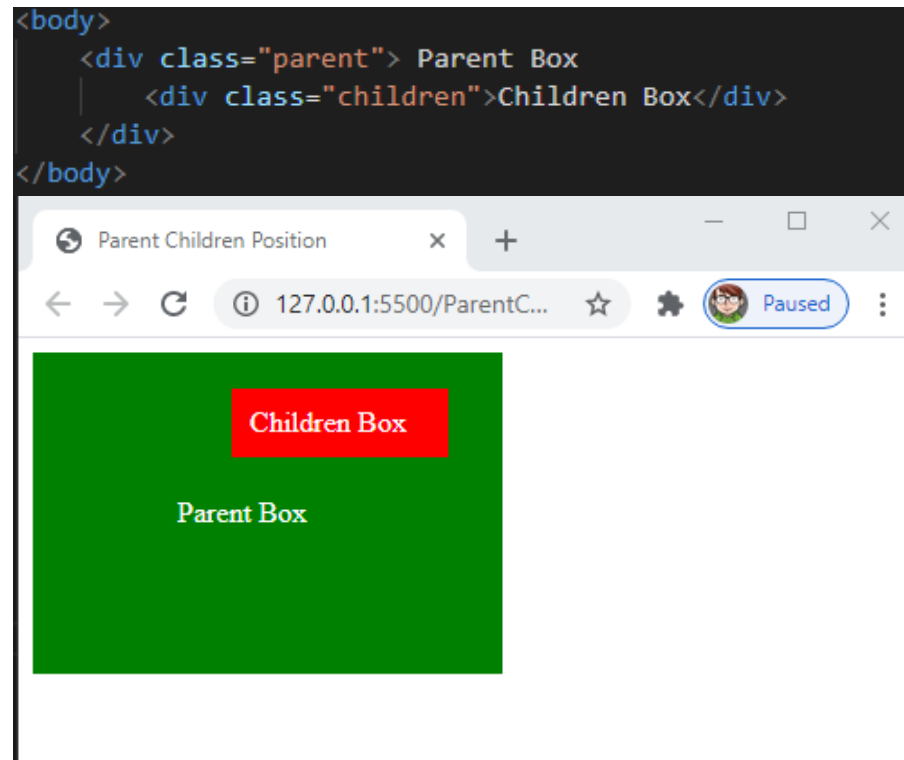 <body>
<div class="parent"> Parent Box
<div class="children">Children Box</div>
</div>
</body>
Parent Children Position
127.0.0.1:5500/ParentC...
Paused
Children Box
Parent Box